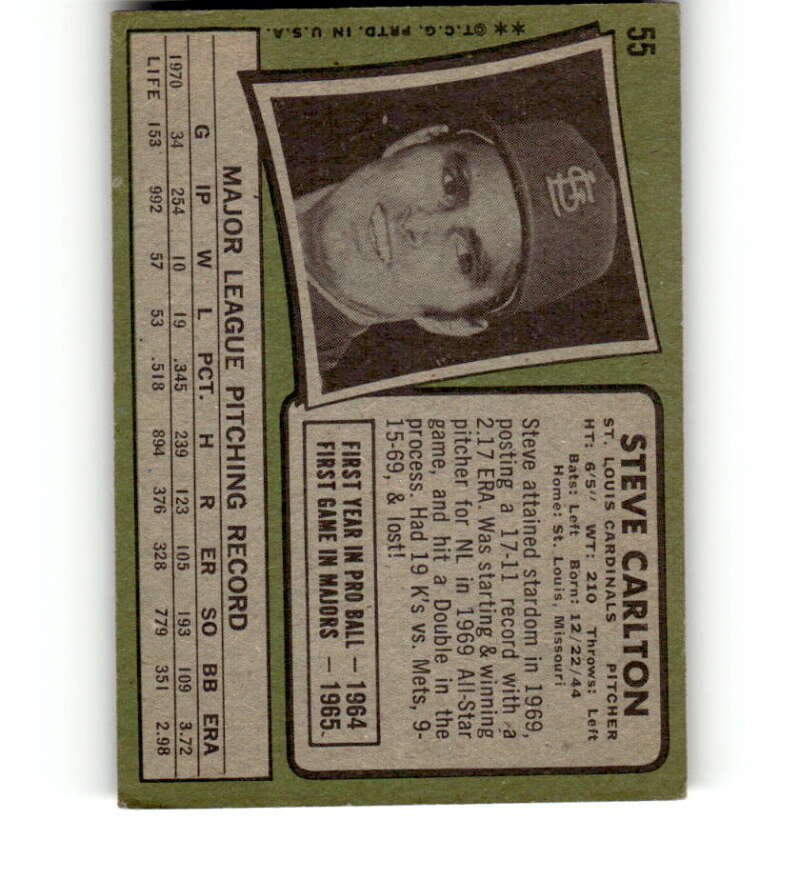 55
** ©T.C.G. PRTD. IN U.S.A.
STL
STEVE CARLTON
ST. LOUIS CARDINALS PITCHER
HT: 6'5" WT: 210 Throws: Left
Bats: Left Born: 12/22/44
Home: St. Louis, Missouri
Steve attained stardom in 1969,
posting a 17-11 record with a
2.17 ERA. Was starting & winning
pitcher for NL in 1969 All-Star
game, and hit a Double in the
process. Had 19 K's vs. Mets, 9-
15-69, & lost!
FIRST YEAR IN PRO BALL — 1964
FIRST GAME IN MAJORS — 1965
MAJOR LEAGUE PITCHING RECORD
G IP W L PCT. H R ER SO BB ERA
1970 34 254 10 19 .345 239 123 105 193 109 3.72
LIFE 153 992 57 53 .518 894 376 328 779 351 2.98